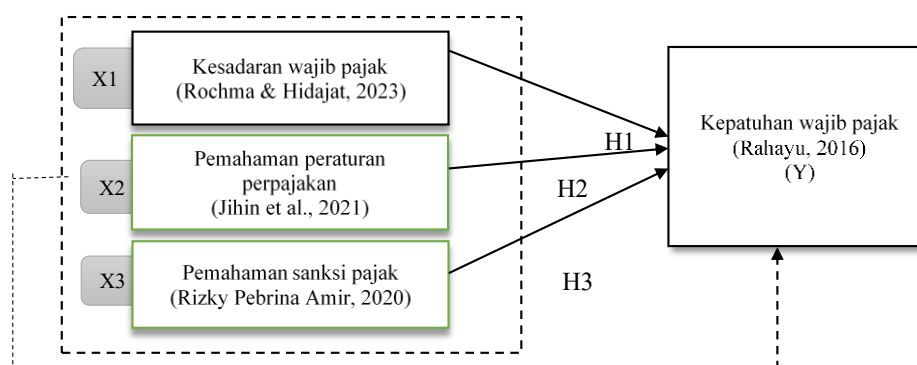 X1
Kesadaran wajib pajak
(Rochma & Hidajat, 2023)
X2
Pemahaman peraturan
perpajakan
(Jihin et al., 2021)
X3
Pemahaman sanksi pajak
(Rizky Pebrina Amir, 2020)
H1
H2
H3
Kepatuhan wajib pajak
(Rahayu, 2016)
(Y)